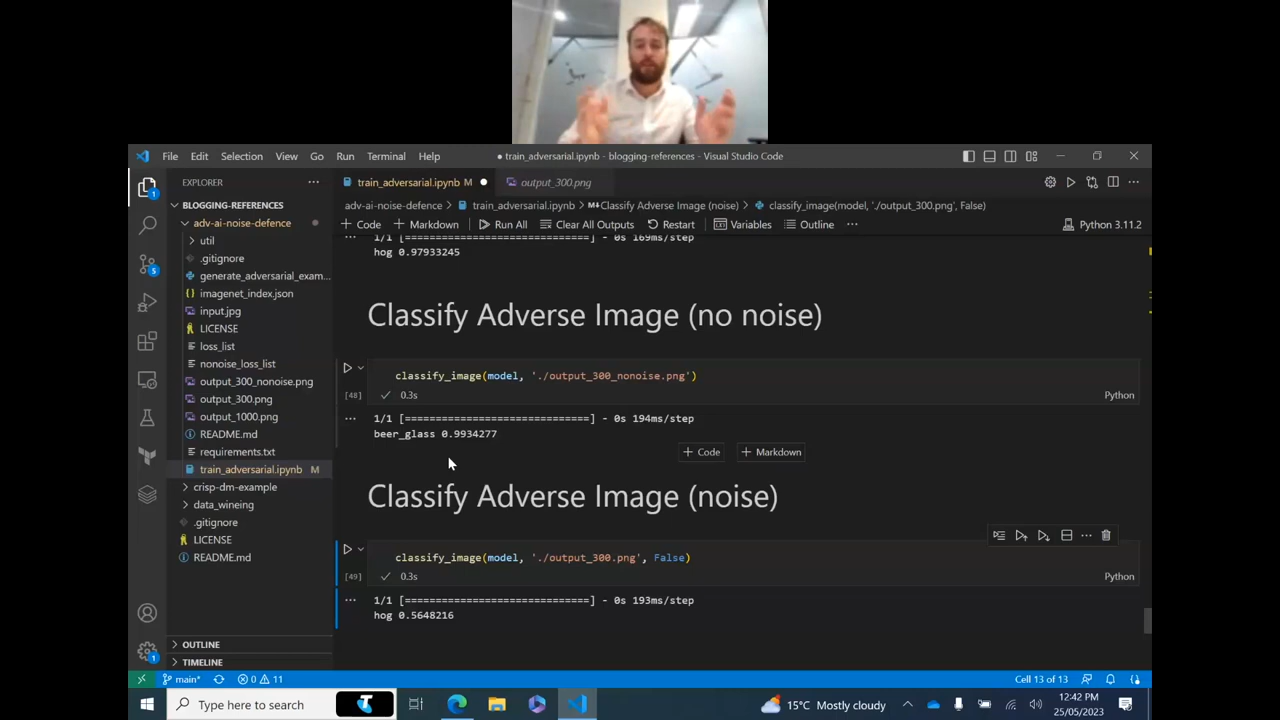 File Edit Selection View Go Run Terminal Help
● train_adversarial.ipynb - blogging-references - Visual Studio Code
EXPLORER
BLOGGING-REFERENCES
adv-ai-noise-defence
util
.gitignore
generate_adversarial_exam...
imagenet_index.json
input.jpg
LICENSE
loss_list
nonoise_loss_list
output_300_nonoise.png
output_300.png
output_1000.png
README.md
requirements.txt
train_adversarial.ipynb M
crisp-dm-example
data_wineing
.gitignore
LICENSE
README.md
OUTLINE
TIMELINE
train_adversarial.ipynb M
output_300.png
adv-ai-noise-defence > train_adversarial.ipynb > Classify Adverse Image (noise) > classify_image(model, './output_300.png', False)
+ Code + Markdown Run All Clear All Outputs Restart Variables Outline ... Python 3.11.2
1/1 [==============================] - 0s 169ms/step
hog 0.97933245
Classify Adverse Image (no noise)
classify_image(model, './output_300_nonoise.png')
[48] 0.3s Python
1/1 [==============================] - 0s 194ms/step
beer_glass 0.9934277
+ Code + Markdown
Classify Adverse Image (noise)
classify_image(model, './output_300.png', False)
[49] 0.3s Python
1/1 [==============================] - 0s 193ms/step
hog 0.5648216
main* 0 11 Cell 13 of 13
Type here to search
15°C Mostly cloudy
12:42 PM
25/05/2023